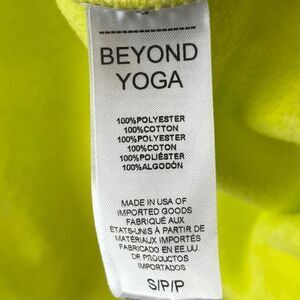 BEYOND
YOGA
100%POLYESTER
100%COTTON
100%POLYESTER
100%COTON
100%POLIÉSTER
100%ALGODÓN
MADE IN USA OF
IMPORTED GOODS
FABRIQUÉ AUX
ÉTATS-UNIS À PARTIR DE
MATÉRIAUX IMPORTÉS
FABRICADO EN EE.UU.
DE PRODUCTOS
IMPORTADOS
S/P/P